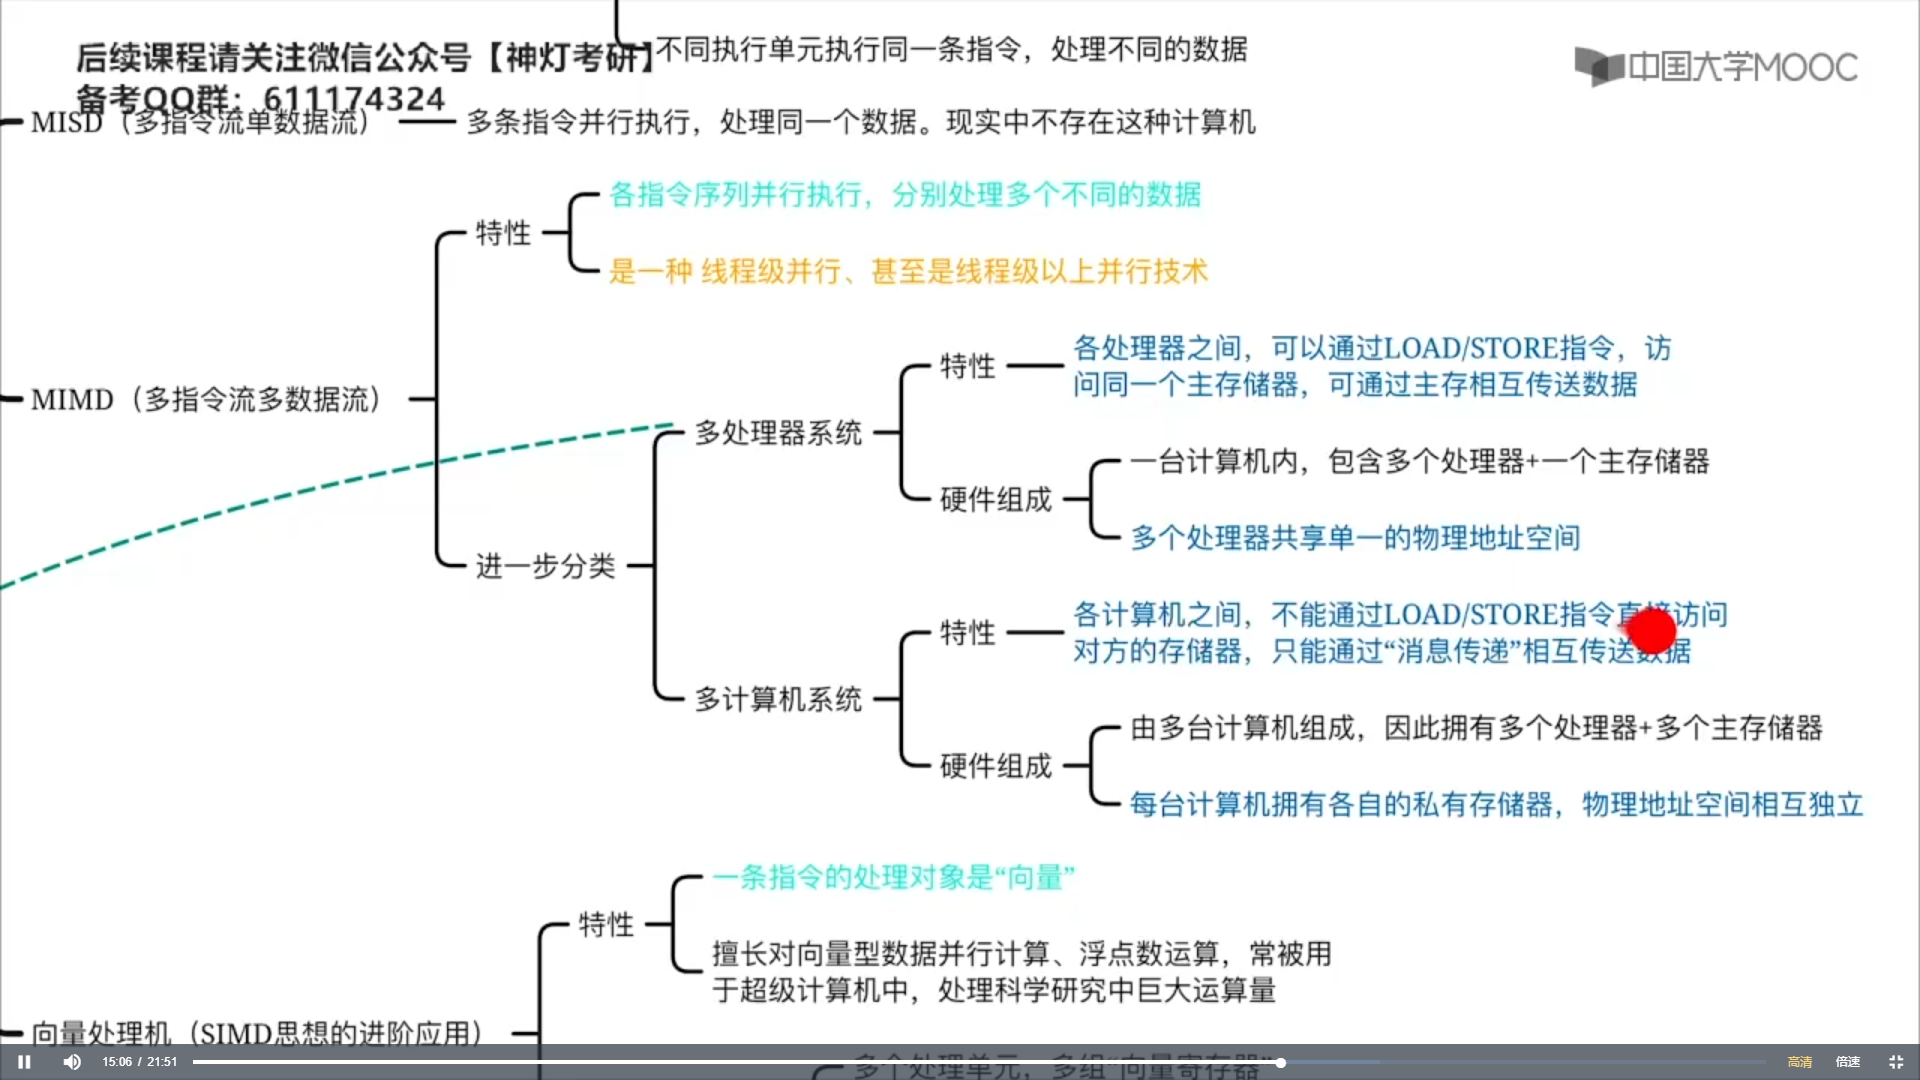 后续课程请关注微信公众号【神灯考研】
备考QQ群：611174324
不同执行单元执行同一条指令，处理不同的数据
中国大学MOOC
MISD（多指令流单数据流）
多条指令并行执行，处理同一个数据。现实中不存在这种计算机
MIMD（多指令流多数据流）
特性
各指令序列并行执行，分别处理多个不同的数据
是一种 线程级并行、甚至是线程级以上并行技术
进一步分类
多处理器系统
特性
各处理器之间，可以通过LOAD/STORE指令，访
问同一个主存储器，可通过主存相互传送数据
硬件组成
一台计算机内，包含多个处理器+一个主存储器
多个处理器共享单一的物理地址空间
多计算机系统
特性
各计算机之间，不能通过LOAD/STORE指令直接访问
对方的存储器，只能通过“消息传递”相互传送数据
硬件组成
由多台计算机组成，因此拥有多个处理器+多个主存储器
每台计算机拥有各自的私有存储器，物理地址空间相互独立
向量处理机（SIMD思想的进阶应用）
特性
一条指令的处理对象是“向量”
擅长对向量型数据并行计算、浮点数运算，常被用
于超级计算机中，处理科学研究中巨大运算量
多个处理单元，多组“向量寄存器”
15:06 / 21:51
高清
倍速